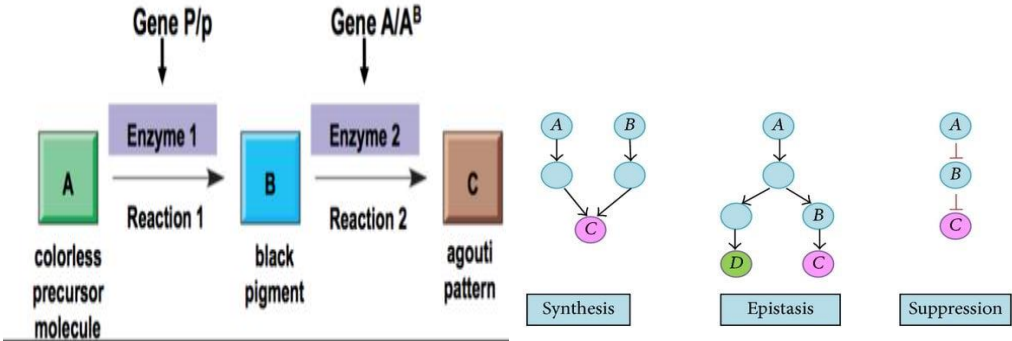 Gene P/p
Gene A/Aᴮ
Enzyme 1
Enzyme 2
A
B
C
Reaction 1
Reaction 2
colorless
precursor
molecule
black
pigment
agouti
pattern
A
B
C
Synthesis
A
B
D
C
Epistasis
A
B
C
Suppression